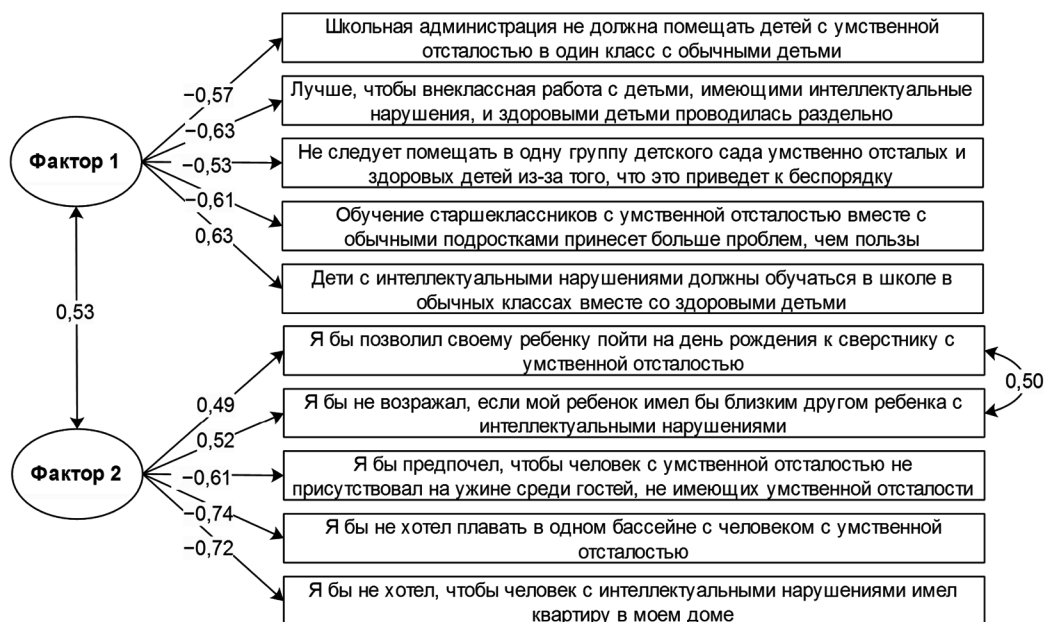 Школьная администрация не должна помещать детей с умственной
отсталостью в один класс с обычными детьми
−0,57
Лучше, чтобы внеклассная работа с детьми, имеющими интеллектуальные
нарушения, и здоровыми детьми проводилась раздельно
−0,63
Фактор 1
−0,53
Не следует помещать в одну группу детского сада умственно отсталых и
здоровых детей из-за того, что это приведет к беспорядку
−0,61
Обучение старшеклассников с умственной отсталостью вместе с
обычными подростками принесет больше проблем, чем пользы
0,63
Дети с интеллектуальными нарушениями должны обучаться в школе в
обычных классах вместе со здоровыми детьми
0,53
Я бы позволил своему ребенку пойти на день рождения к сверстнику с
умственной отсталостью
0,50
0,49
Я бы не возражал, если мой ребенок имел бы близким другом ребенка с
интеллектуальными нарушениями
0,52
Фактор 2
−0,61
Я бы предпочел, чтобы человек с умственной отсталостью не
присутствовал на ужине среди гостей, не имеющих умственной отсталости
−0,74
Я бы не хотел плавать в одном бассейне с человеком с умственной
отсталостью
−0,72
Я бы не хотел, чтобы человек с интеллектуальными нарушениями имел
квартиру в моем доме